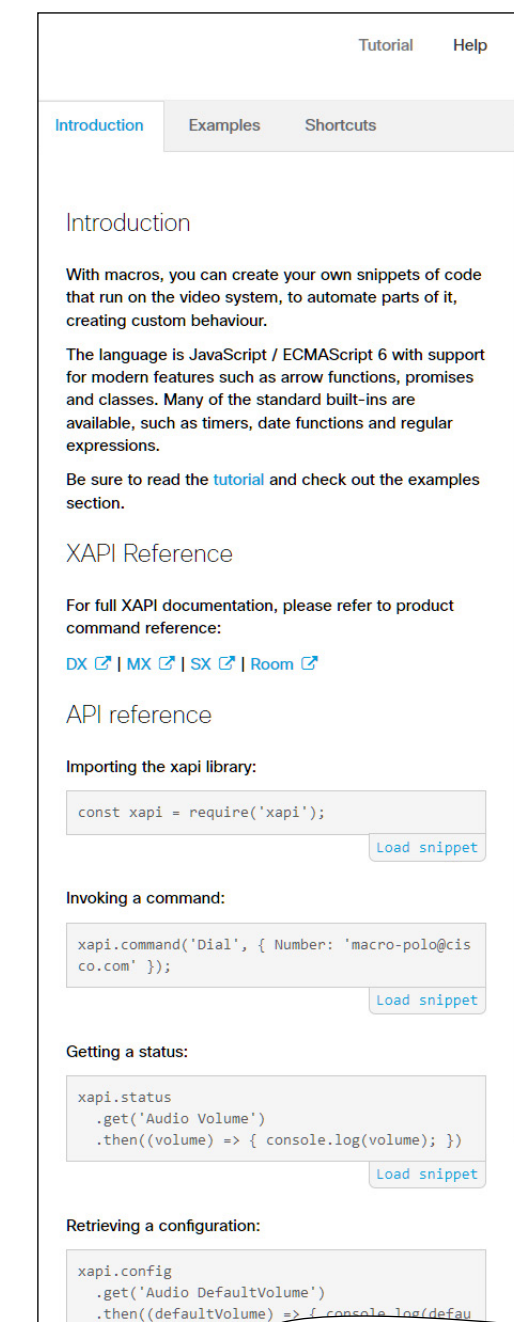 Tutorial Help
Introduction Examples Shortcuts
Introduction
With macros, you can create your own snippets of code
that run on the video system, to automate parts of it,
creating custom behaviour.
The language is JavaScript / ECMAScript 6 with support
for modern features such as arrow functions, promises
and classes. Many of the standard built-ins are
available, such as timers, date functions and regular
expressions.
Be sure to read the tutorial and check out the examples
section.
XAPI Reference
For full XAPI documentation, please refer to product
command reference:
DX | MX | SX | Room
API reference
Importing the xapi library:
const xapi = require('xapi');
Load snippet
Invoking a command:
xapi.command('Dial', { Number: 'macro-polo@cis
co.com' });
Load snippet
Getting a status:
xapi.status
.get('Audio Volume')
.then((volume) => { console.log(volume); })
Load snippet
Retrieving a configuration:
xapi.config
.get('Audio DefaultVolume')
.then((defaultVolume) => { console.log(defau